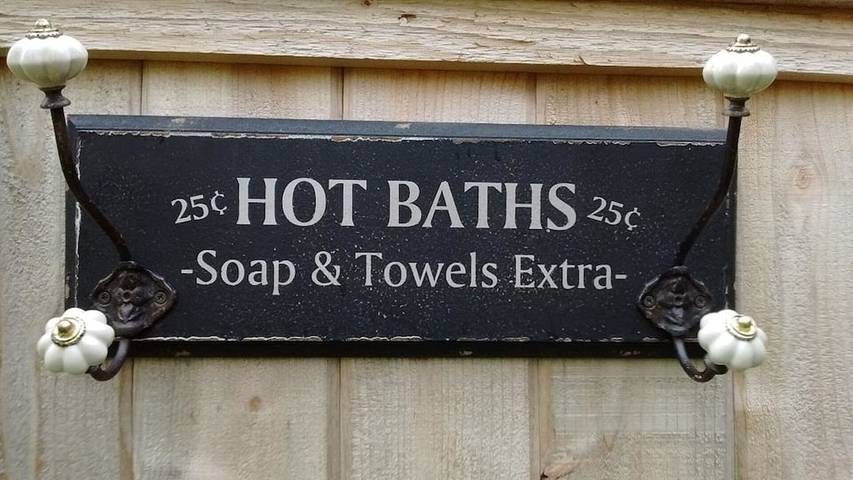 25¢ HOT BATHS 25¢
-Soap & Towels Extra-